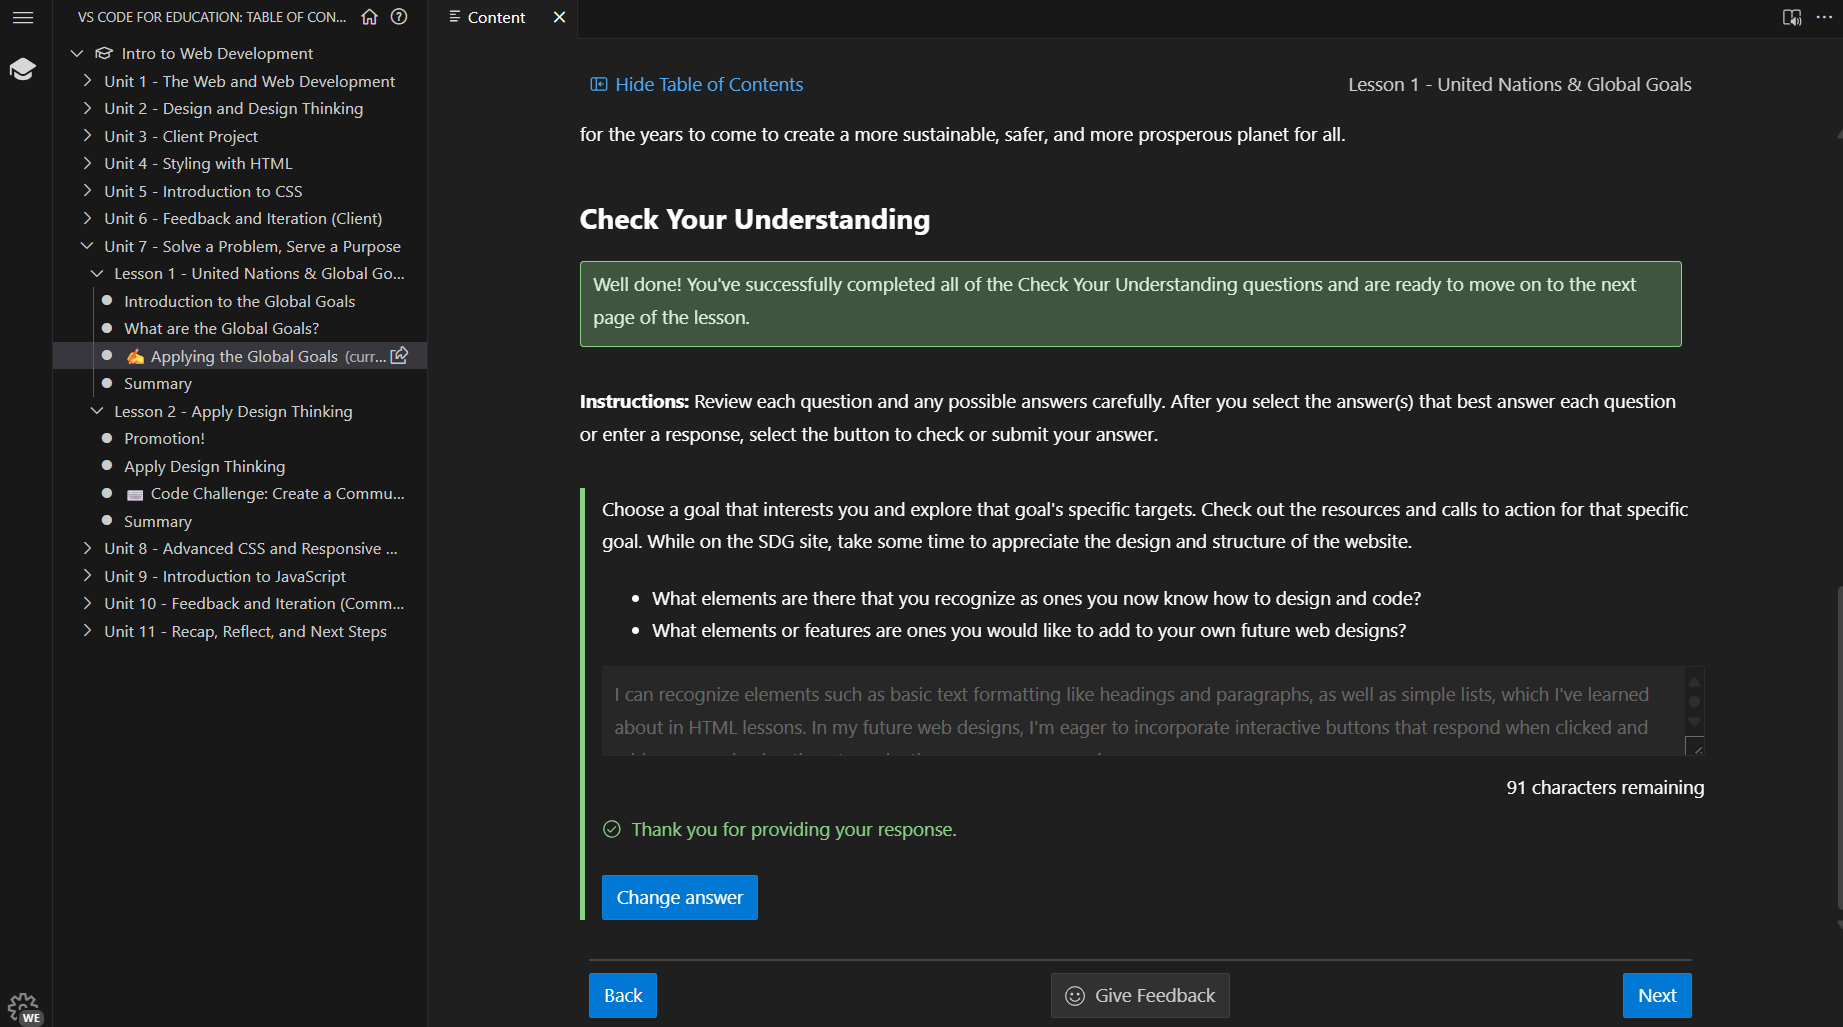 VS CODE FOR EDUCATION: TABLE OF CON...
Content
Intro to Web Development
Unit 1 - The Web and Web Development
Unit 2 - Design and Design Thinking
Unit 3 - Client Project
Unit 4 - Styling with HTML
Unit 5 - Introduction to CSS
Unit 6 - Feedback and Iteration (Client)
Unit 7 - Solve a Problem, Serve a Purpose
Lesson 1 - United Nations & Global Go...
Introduction to the Global Goals
What are the Global Goals?
✍ Applying the Global Goals (curr...
Summary
Lesson 2 - Apply Design Thinking
Promotion!
Apply Design Thinking
Code Challenge: Create a Commu...
Summary
Unit 8 - Advanced CSS and Responsive ...
Unit 9 - Introduction to JavaScript
Unit 10 - Feedback and Iteration (Comm...
Unit 11 - Recap, Reflect, and Next Steps
WE
Hide Table of Contents
Lesson 1 - United Nations & Global Goals
for the years to come to create a more sustainable, safer, and more prosperous planet for all.
Check Your Understanding
Well done! You've successfully completed all of the Check Your Understanding questions and are ready to move on to the next
page of the lesson.
Instructions: Review each question and any possible answers carefully. After you select the answer(s) that best answer each question
or enter a response, select the button to check or submit your answer.
Choose a goal that interests you and explore that goal's specific targets. Check out the resources and calls to action for that specific
goal. While on the SDG site, take some time to appreciate the design and structure of the website.
• What elements are there that you recognize as ones you now know how to design and code?
• What elements or features are ones you would like to add to your own future web designs?
I can recognize elements such as basic text formatting like headings and paragraphs, as well as simple lists, which I've learned
about in HTML lessons. In my future web designs, I'm eager to incorporate interactive buttons that respond when clicked and
91 characters remaining
Thank you for providing your response.
Change answer
Back
Give Feedback
Next